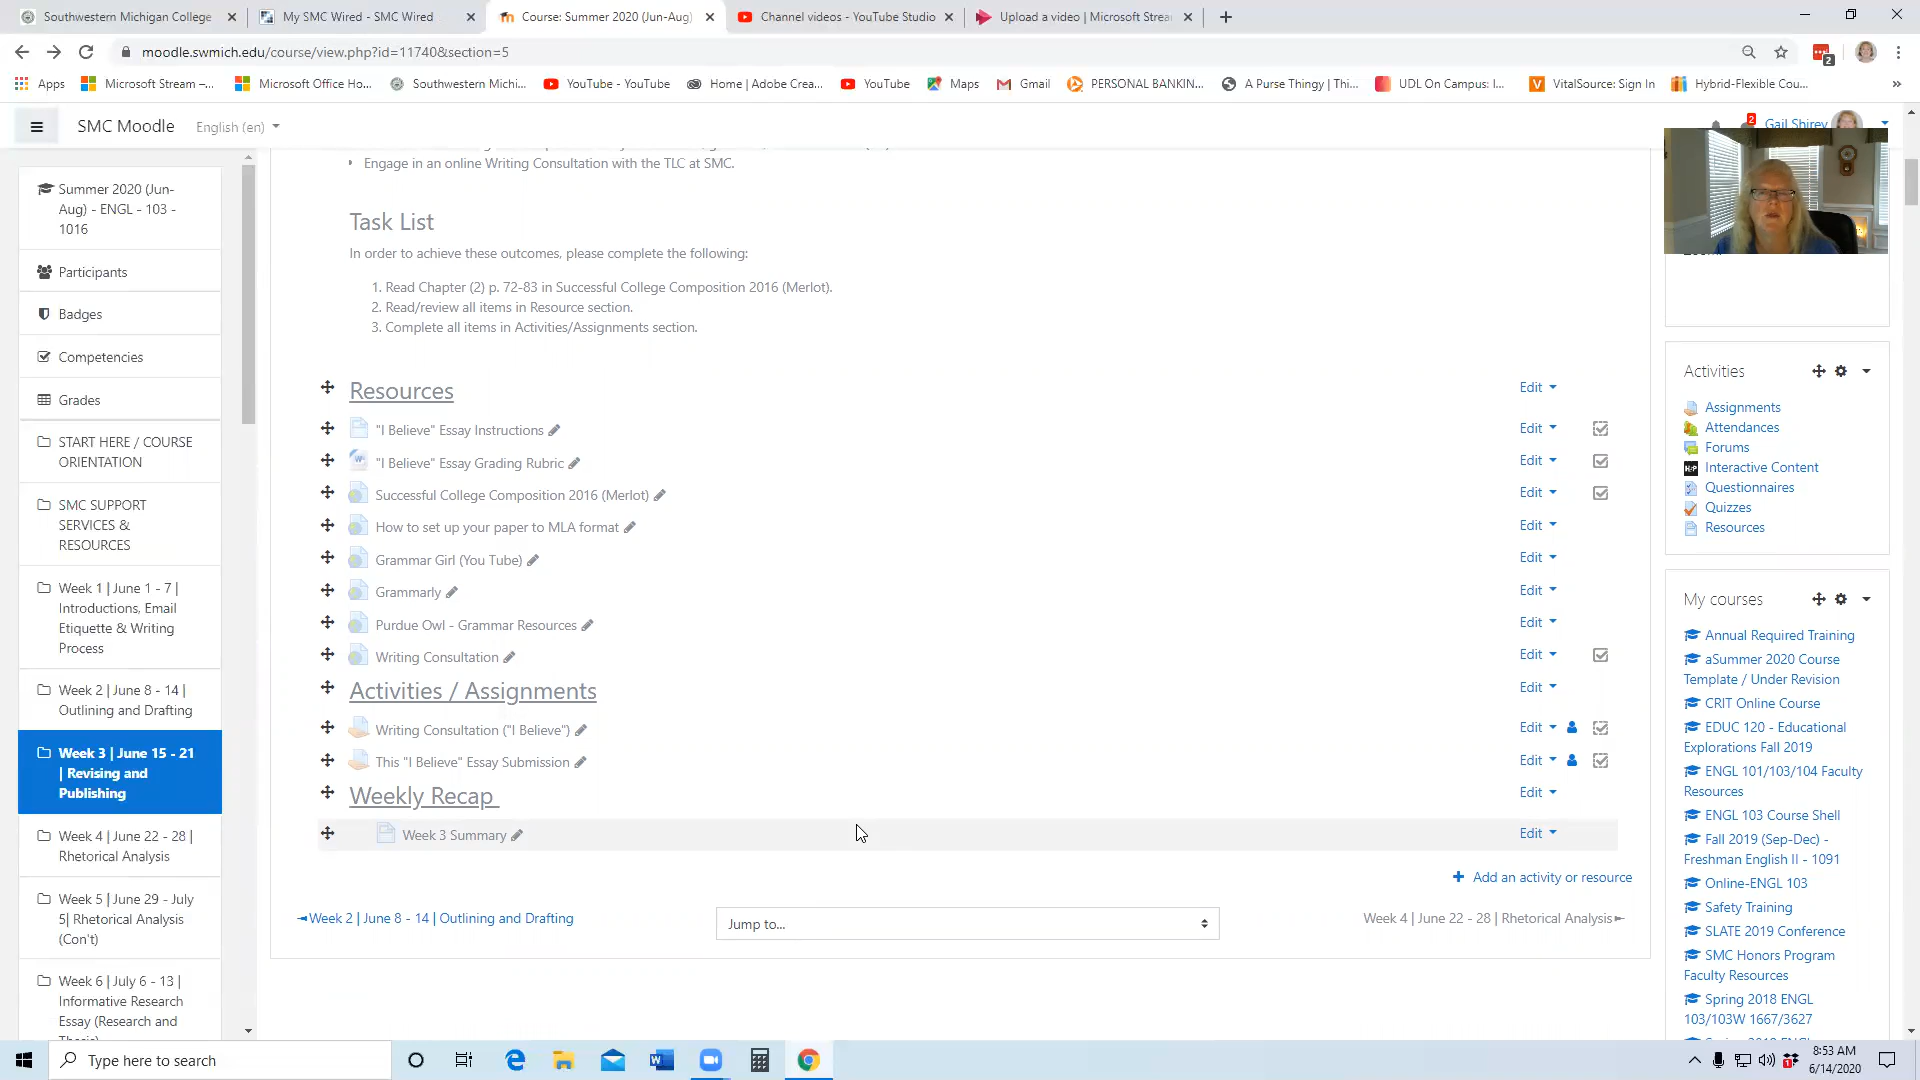 Southwestern Michigan College
My SMC Wired - SMC Wired
Course: Summer 2020 (Jun-Aug)
Channel videos - YouTube Studio
Upload a video | Microsoft Strea
moodle.swmich.edu/course/view.php?id=11740&section=5
2
Apps
Microsoft Stream –...
Microsoft Office Ho...
Southwestern Michi...
YouTube - YouTube
Home | Adobe Crea...
YouTube
Maps
Gmail
PERSONAL BANKIN...
A Purse Thingy | Thi...
UDL On Campus: I...
VitalSource: Sign In
Hybrid-Flexible Cou...
»
SMC Moodle
English (en)
2
Gail Shirey
Summer 2020 (Jun-
Aug) - ENGL - 103 -
1016
Participants
Badges
Competencies
Grades
START HERE / COURSE
ORIENTATION
SMC SUPPORT
SERVICES &
RESOURCES
Week 1 | June 1 - 7 |
Introductions, Email
Etiquette & Writing
Process
Week 2 | June 8 - 14 |
Outlining and Drafting
Week 3 | June 15 - 21
| Revising and
Publishing
Week 4 | June 22 - 28 |
Rhetorical Analysis
Week 5 | June 29 - July
5| Rhetorical Analysis
(Con't)
Week 6 | July 6 - 13 |
Informative Research
Essay (Research and
Engage in an online Writing Consultation with the TLC at SMC.
Task List
In order to achieve these outcomes, please complete the following:
1. Read Chapter (2) p. 72-83 in Successful College Composition 2016 (Merlot).
2. Read/review all items in Resource section.
3. Complete all items in Activities/Assignments section.
Resources
Edit
"I Believe" Essay Instructions
Edit
"I Believe" Essay Grading Rubric
Edit
Successful College Composition 2016 (Merlot)
Edit
How to set up your paper to MLA format
Edit
Grammar Girl (You Tube)
Edit
Grammarly
Edit
Purdue Owl - Grammar Resources
Edit
Writing Consultation
Edit
Activities / Assignments
Edit
Writing Consultation ("I Believe")
Edit
This "I Believe" Essay Submission
Edit
Weekly Recap
Edit
Week 3 Summary
Edit
Add an activity or resource
Week 2 | June 8 - 14 | Outlining and Drafting
Jump to...
Week 4 | June 22 - 28 | Rhetorical Analysis
Activities
Assignments
Attendances
Forums
Interactive Content
Questionnaires
Quizzes
Resources
My courses
Annual Required Training
aSummer 2020 Course
Template / Under Revision
CRIT Online Course
EDUC 120 - Educational
Explorations Fall 2019
ENGL 101/103/104 Faculty
Resources
ENGL 103 Course Shell
Fall 2019 (Sep-Dec) -
Freshman English II - 1091
Online-ENGL 103
Safety Training
SLATE 2019 Conference
SMC Honors Program
Faculty Resources
Spring 2018 ENGL
103/103W 1667/3627
Type here to search
8:53 AM
6/14/2020